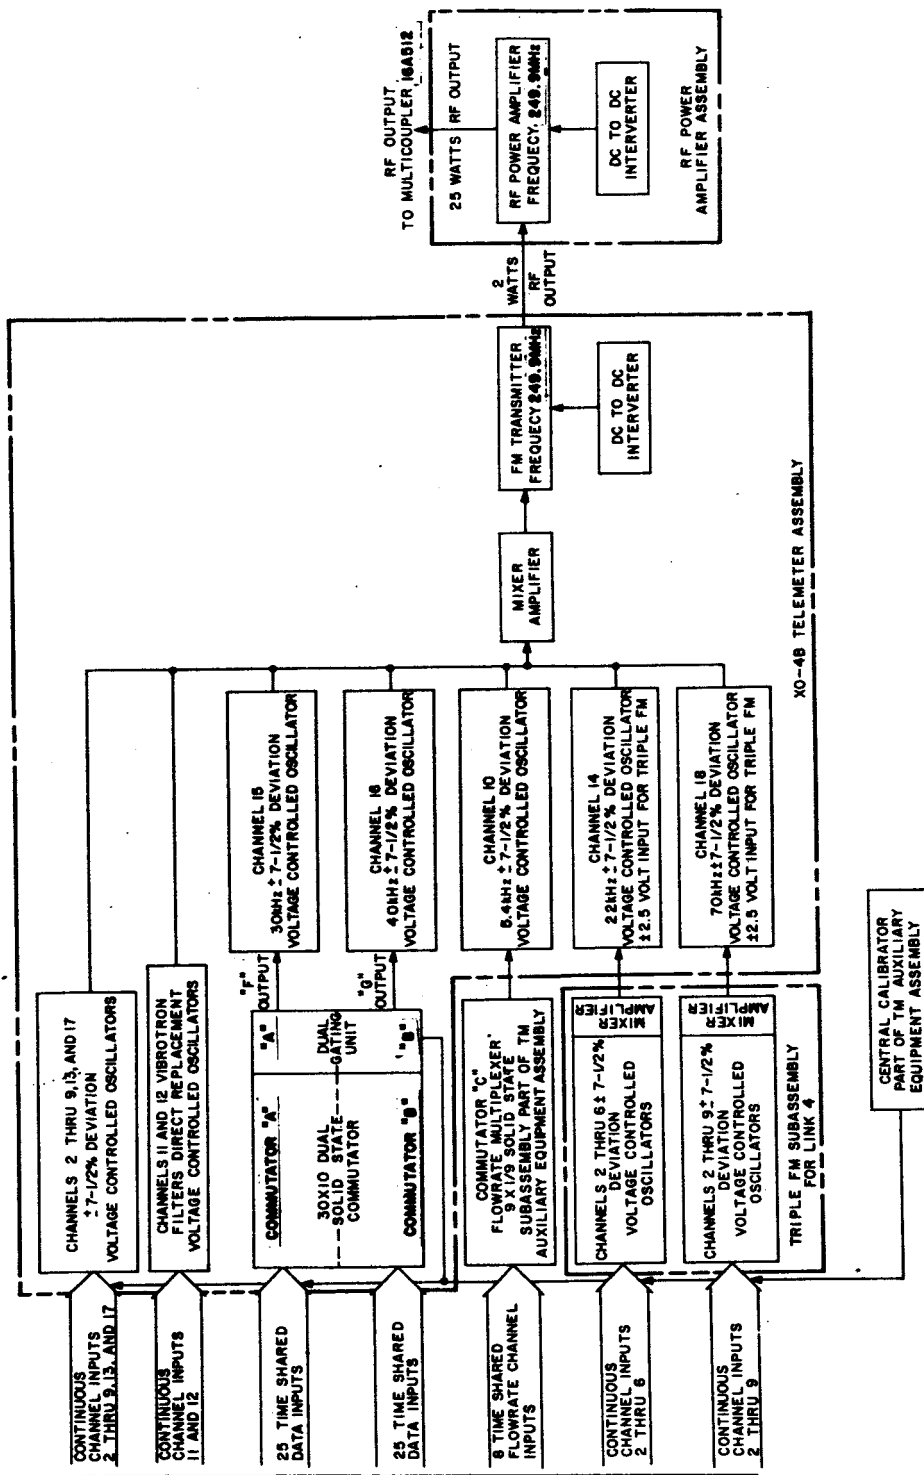 CONTINUOUS
CHANNEL INPUTS
2 THRU 9, 13, AND 17
CHANNELS 2 THRU 9, 13, AND 17
±7-1/2% DEVIATION
VOLTAGE CONTROLLED OSCILLATORS
CONTINUOUS
CHANNEL INPUTS
11 AND 12
CHANNELS 11 AND 12 VIBROTRON
FILTERS DIRECT REPLACEMENT
VOLTAGE CONTROLLED OSCILLATORS
25 TIME SHARED
DATA INPUTS
COMMUTATOR "A"
"A"
30X10 DUAL
SOLID STATE
COMMUTATOR
DUAL
GATING
UNIT
COMMUTATOR "B"
"B"
25 TIME SHARED
DATA INPUTS
"F"
OUTPUT
CHANNEL 15
30kHz ± 7-1/2% DEVIATION
VOLTAGE CONTROLLED OSCILLATOR
"G"
OUTPUT
CHANNEL 16
40kHz ± 7-1/2% DEVIATION
VOLTAGE CONTROLLED OSCILLATOR
8 TIME SHARED
FLOWRATE CHANNEL
INPUTS
COMMUTATOR "C"
FLOWRATE MULTIPLEXER
9 X 1/9 SOLID STATE
SUBASSEMBLY PART OF TM
AUXILIARY EQUIPMENT ASSEMBLY
CHANNEL 10
5.4kHz ± 7-1/2% DEVIATION
VOLTAGE CONTROLLED OSCILLATOR
CONTINUOUS
CHANNEL INPUTS
2 THRU 6
CHANNELS 2 THRU 6 ± 7-1/2%
DEVIATION
VOLTAGE CONTROLLED
OSCILLATORS
MIXER
AMPLIFIER
CHANNEL 14
22kHz ± 7-1/2% DEVIATION
VOLTAGE CONTROLLED OSCILLATOR
±2.5 VOLT INPUT FOR TRIPLE FM
CONTINUOUS
CHANNEL INPUTS
2 THRU 9
CHANNELS 2 THRU 9 ± 7-1/2%
DEVIATION
VOLTAGE CONTROLLED
OSCILLATORS
MIXER
AMPLIFIER
CHANNEL 18
70kHz ± 7-1/2% DEVIATION
VOLTAGE CONTROLLED OSCILLATOR
±2.5 VOLT INPUT FOR TRIPLE FM
TRIPLE FM SUBASSEMBLY
FOR LINK 4
CENTRAL CALIBRATOR
PART OF TM AUXILIARY
EQUIPMENT ASSEMBLY
MIXER
AMPLIFIER
FM TRANSMITTER
FREQUECY 249.9MHz
DC TO DC
INTERVERTER
XO-4B TELEMETER ASSEMBLY
2
WATTS
RF
OUTPUT
RF OUTPUT
TO MULTICOUPLER 16A512
25 WATTS RF OUTPUT
RF POWER AMPLIFIER
FREQUECY, 249.9MHz
DC TO DC
INTERVERTER
RF POWER
AMPLIFIER ASSEMBLY